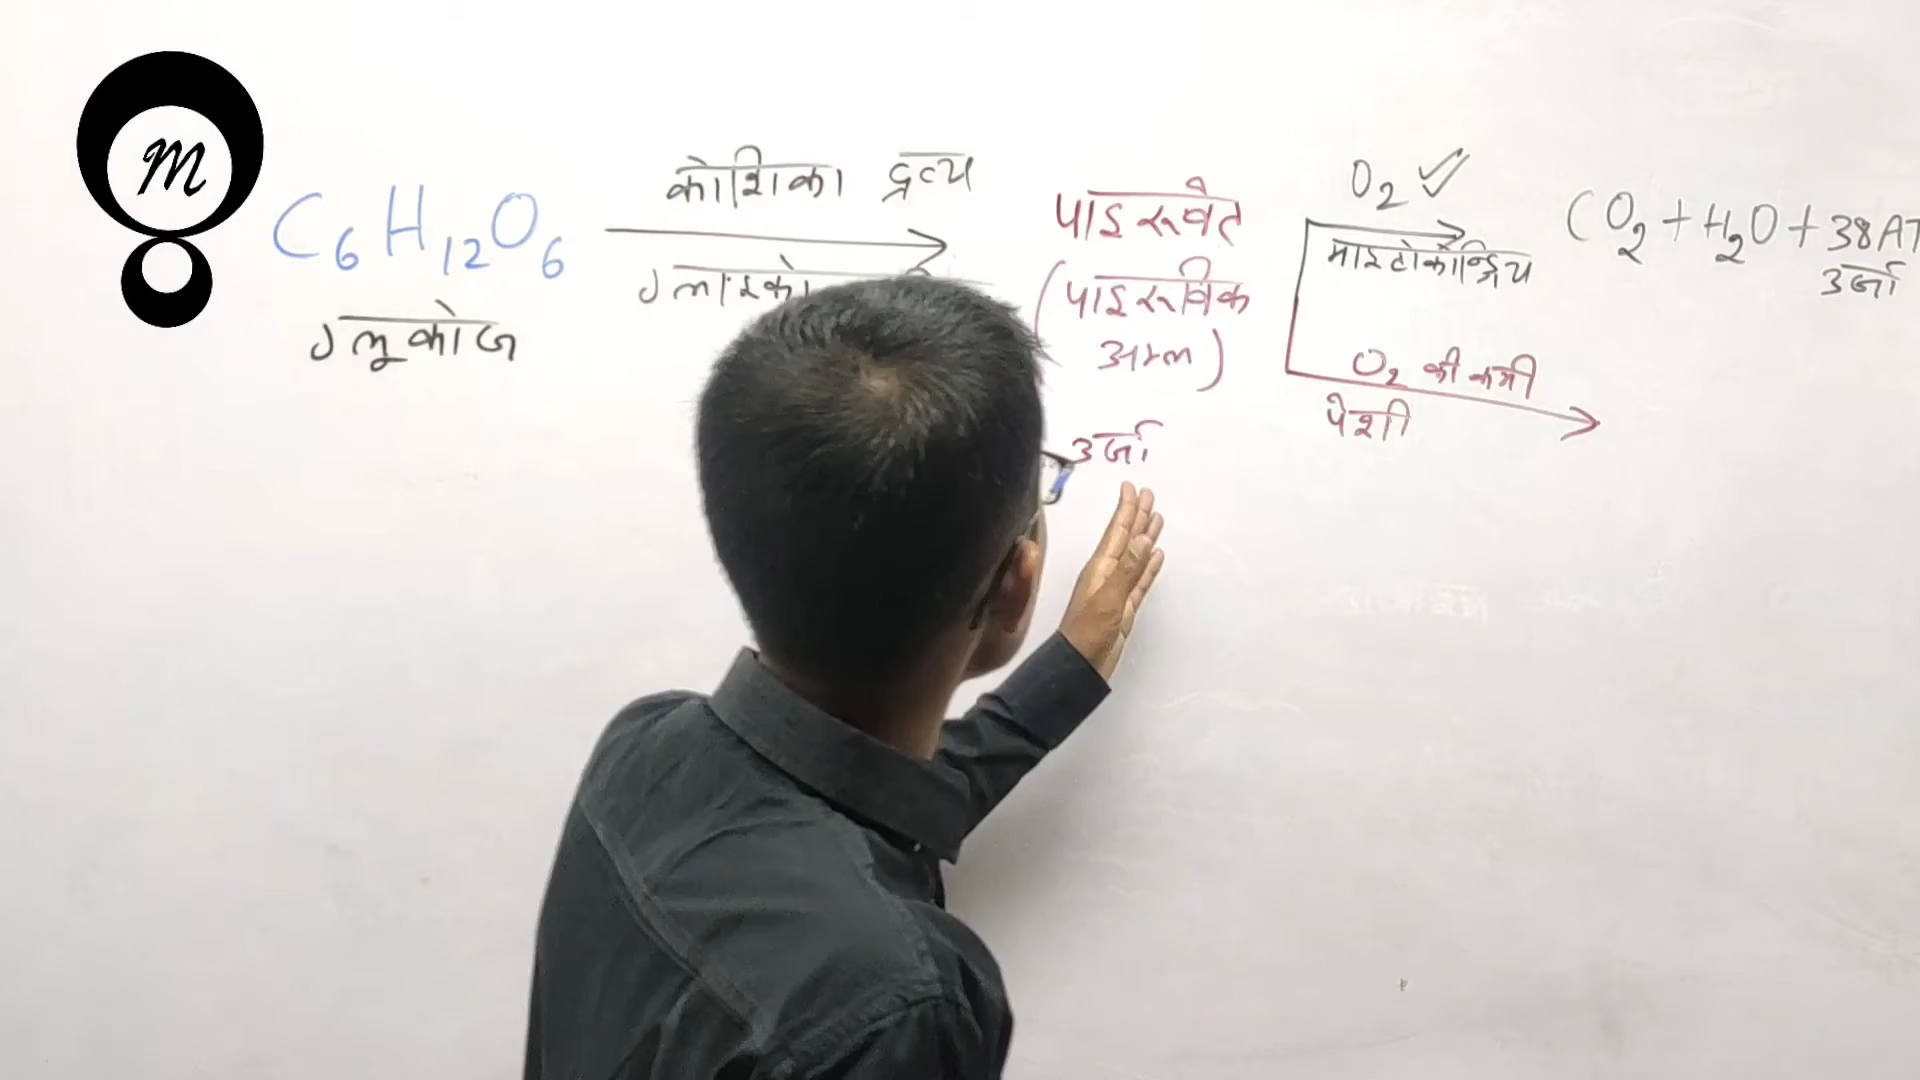 m
कोशिका द्रव्य
C6H12O6
ग्लूकोज
पाइरूवेट
(पाइरूविक
अम्ल)
ऊर्जा
O2 ✓
माइटोकॉन्ड्रिया
CO2 + H2O + 38AT
ऊर्जा
O2 की कमी
पेशी